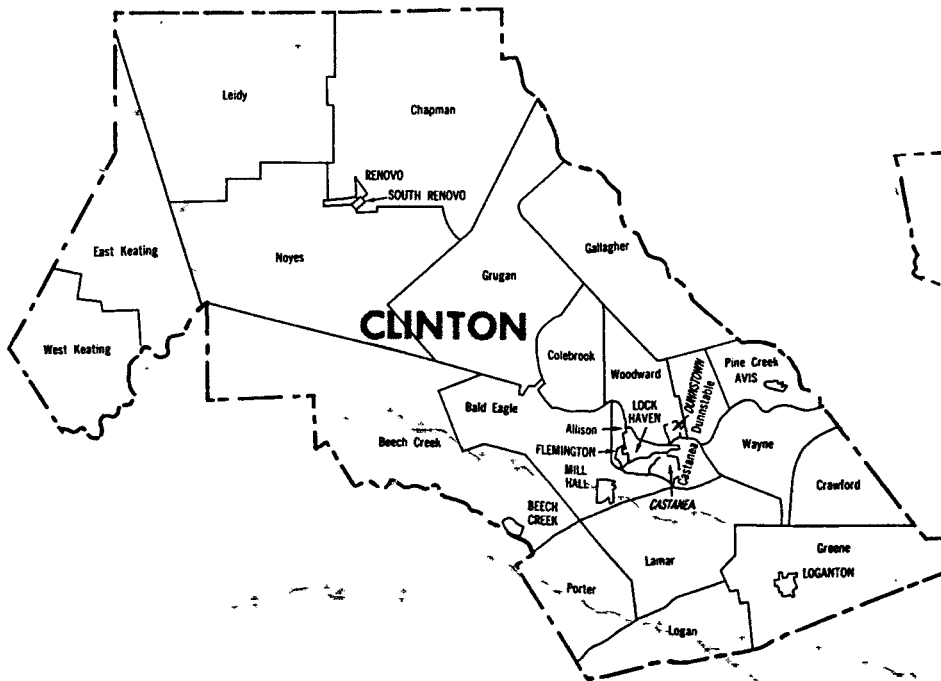 Leidy
Chapman
RENOVO
SOUTH RENOVO
East Keating
Noyes
Gallagher
Grugan
CLINTON
West Keating
Colebrook
Woodward
Pine Creek
AVIS
DUNNSTOWN
Dunnstable
Bald Eagle
LOCK
HAVEN
Allison
Beech Creek
FLEMINGTON
Wayne
MILL
HALL
Castanea
CASTANEA
Crawford
BEECH
CREEK
Greene
Lamar
LOGANTON
Porter
Logan